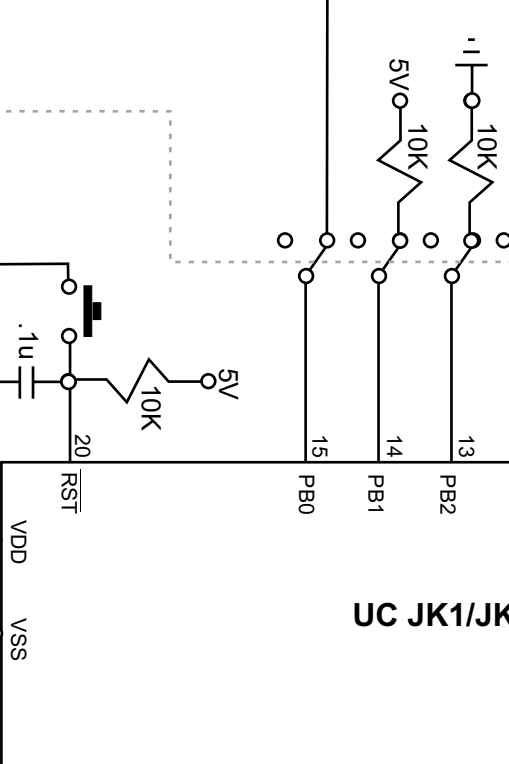 5V
10K
10K
.1u
10K
5V
20
15
14
13
RST
PB0
PB1
PB2
VDD
VSS
UC JK1/JK